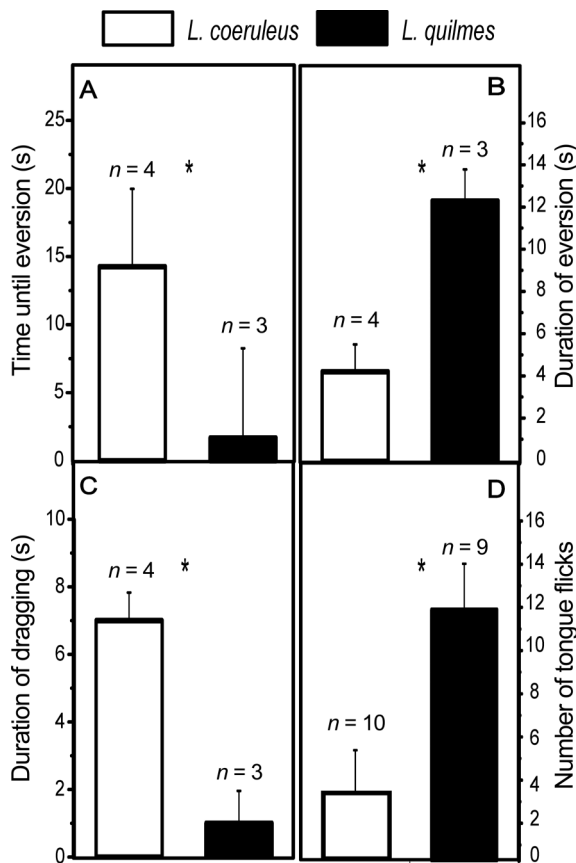 L. coeruleus L. quilmes
A
Time until eversion (s)
25
20
15
10
5
0
n = 4
*
n = 3
B
Duration of eversion (s)
16
14
12
10
8
6
4
2
0
n = 4
*
n = 3
C
Duration of dragging (s)
10
8
6
4
2
0
n = 4
*
n = 3
D
Number of tongue flicks
16
14
12
10
8
6
4
2
0
n = 10
*
n = 9